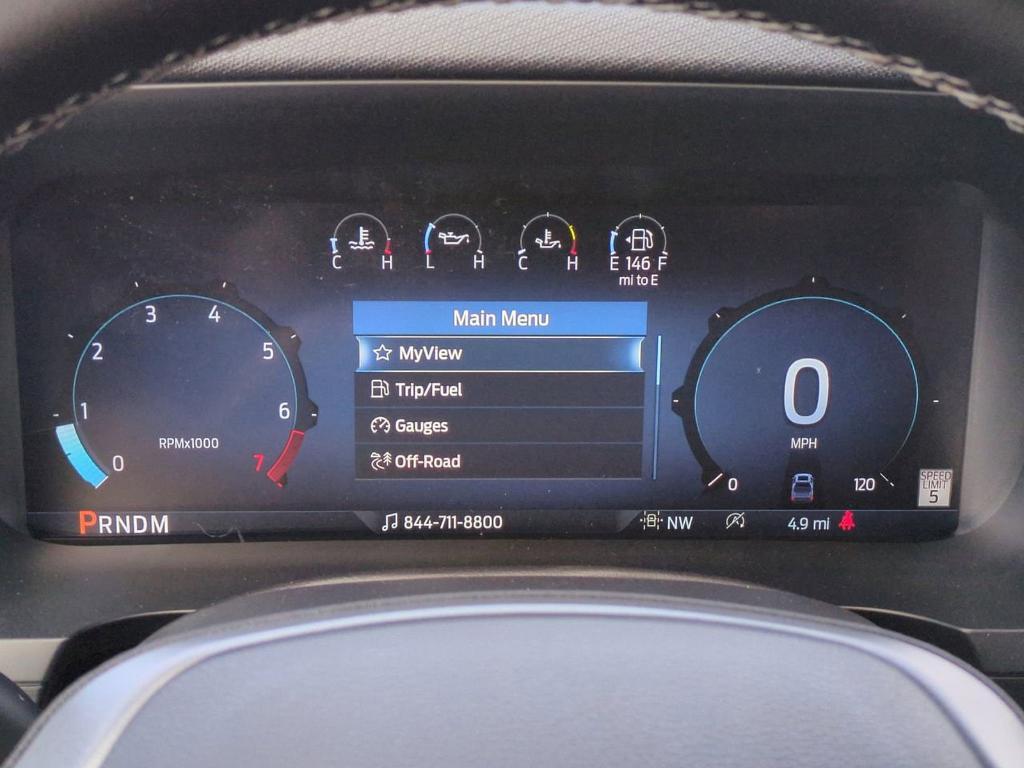 C H
L H
C H
E 146 F
mi to E
Main Menu
MyView
Trip/Fuel
Gauges
Off-Road
0
1
2
3
4
5
6
7
RPMx1000
0
MPH
0
120
SPEED
LIMIT
5
PRNDM
844-711-8800
NW
4.9 mi